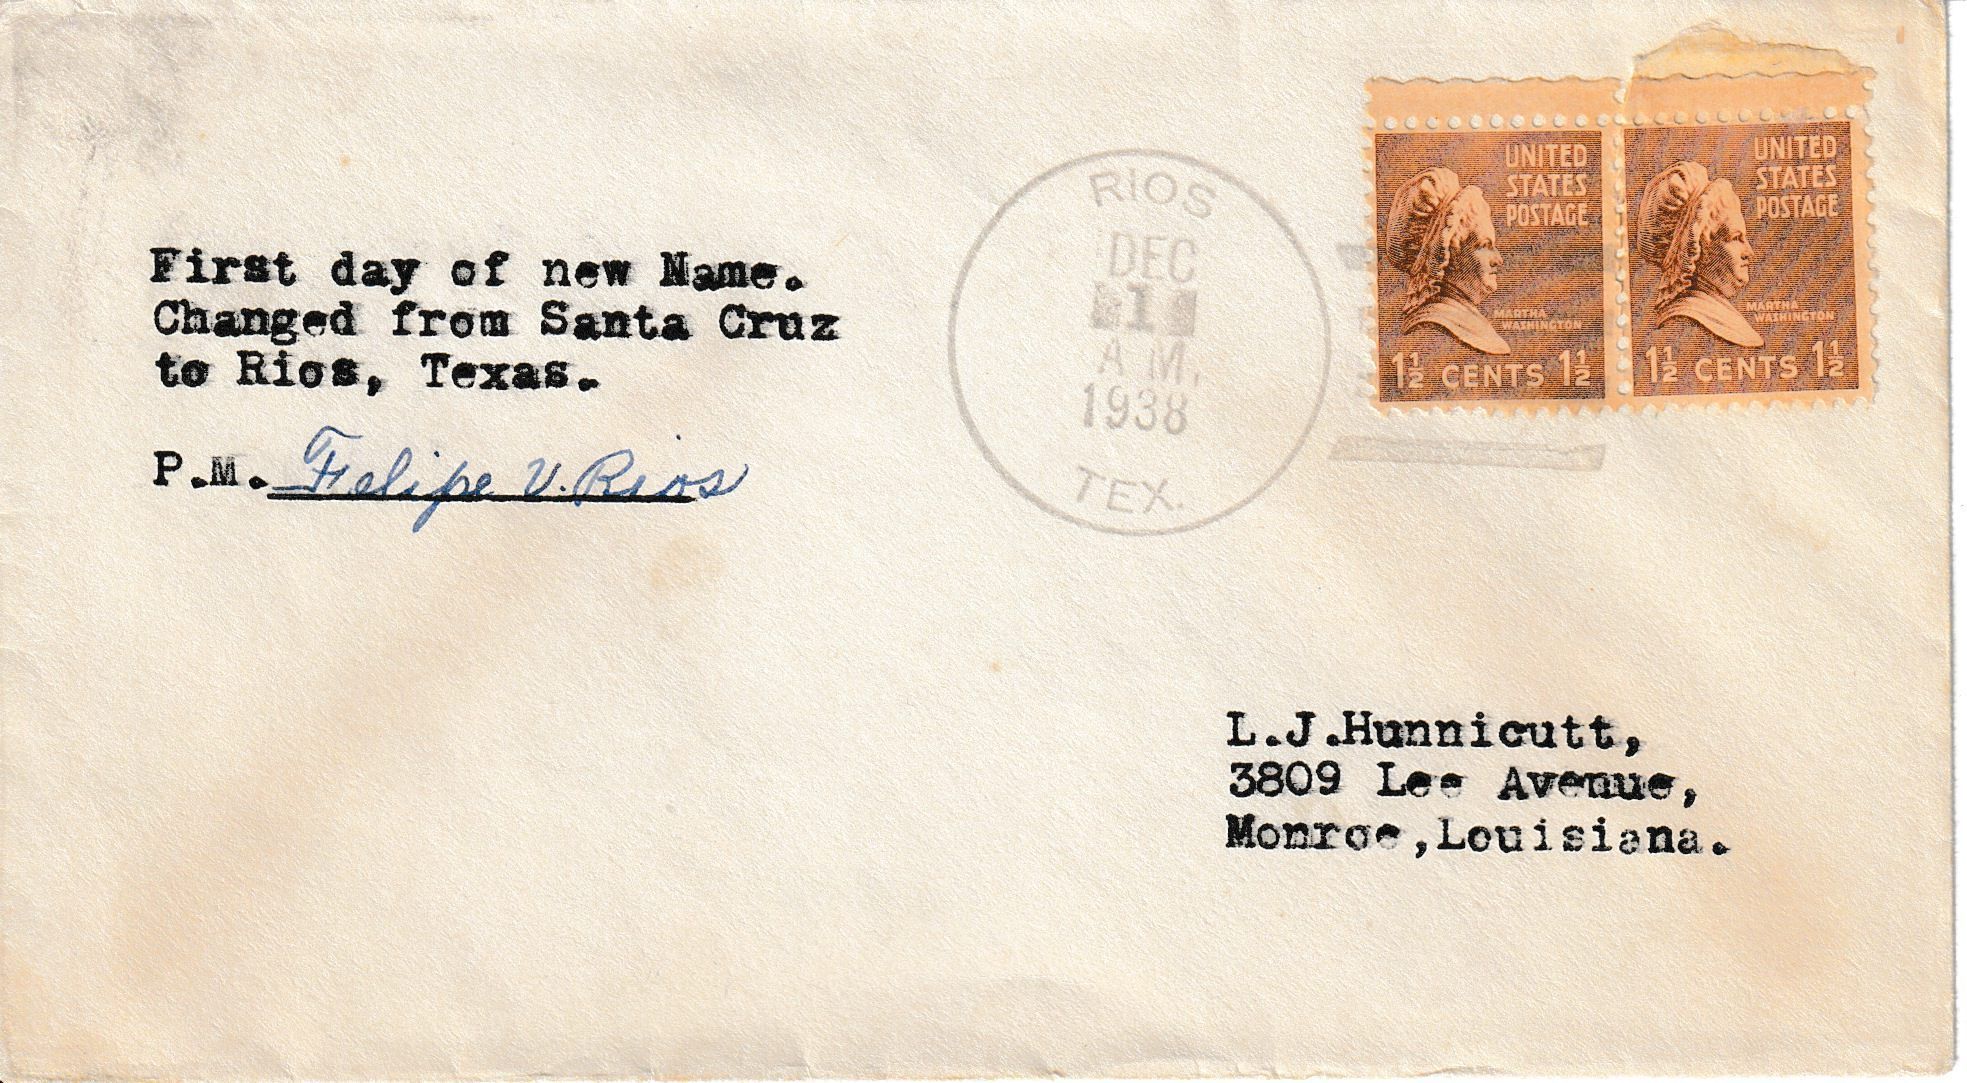 First day of new Name.
Changed from Santa Cruz
to Rios, Texas.
P.M. Felipe V. Rios
RIOS
DEC
1
A.M.
1938
TEX.
UNITED
STATES
POSTAGE
MARTHA
WASHINGTON
1½ CENTS 1½
UNITED
STATES
POSTAGE
MARTHA
WASHINGTON
1½ CENTS 1½
L.J.Hunnicutt,
3809 Lee Avenue,
Monroe,Louisiana.